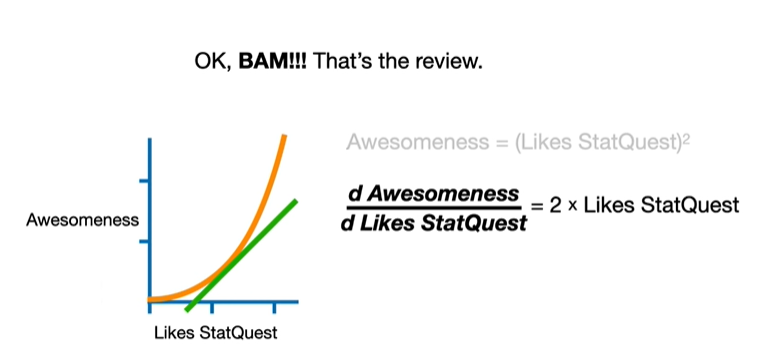 OK, BAM!!! That's the review.
Awesomeness = (Likes StatQuest)²
d Awesomeness
d Likes StatQuest
= 2 × Likes StatQuest
Awesomeness
Likes StatQuest